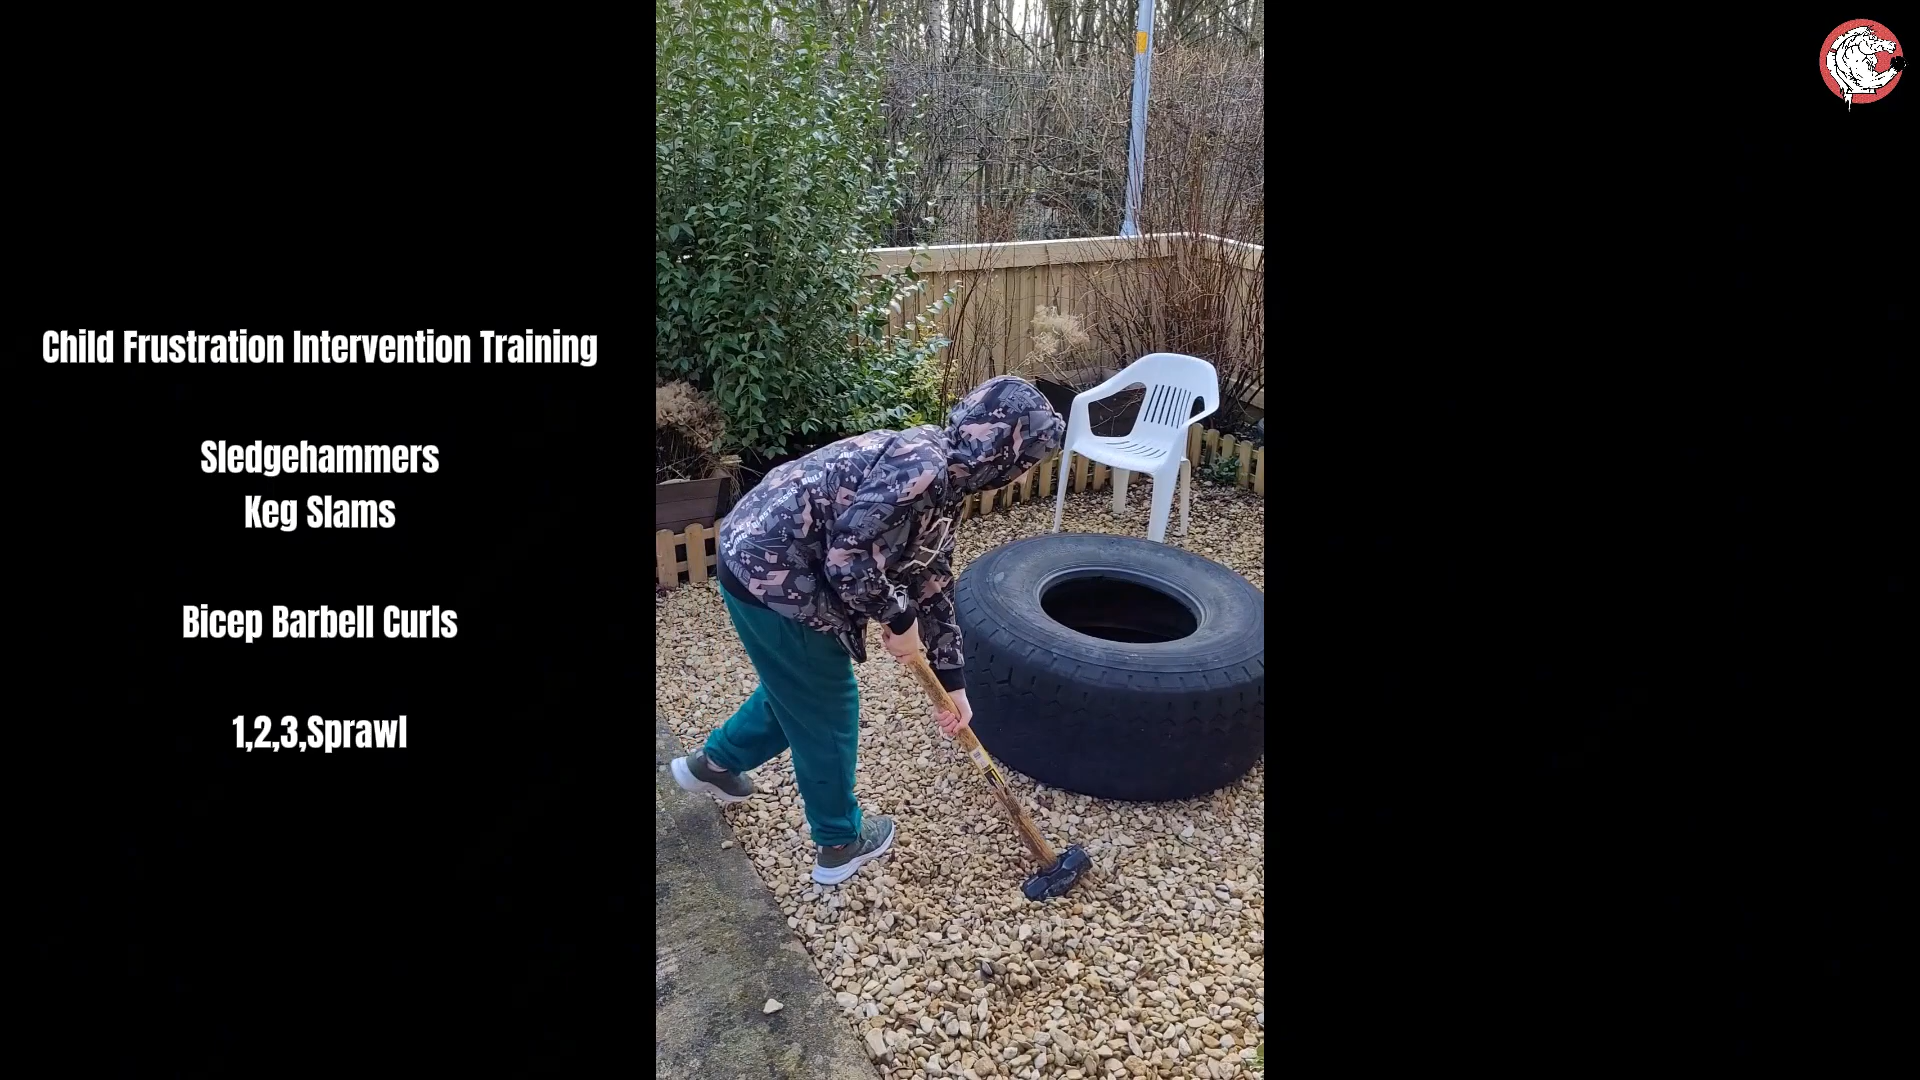 Child Frustration Intervention Training
Sledgehammers
Keg Slams
Bicep Barbell Curls
1,2,3,Sprawl